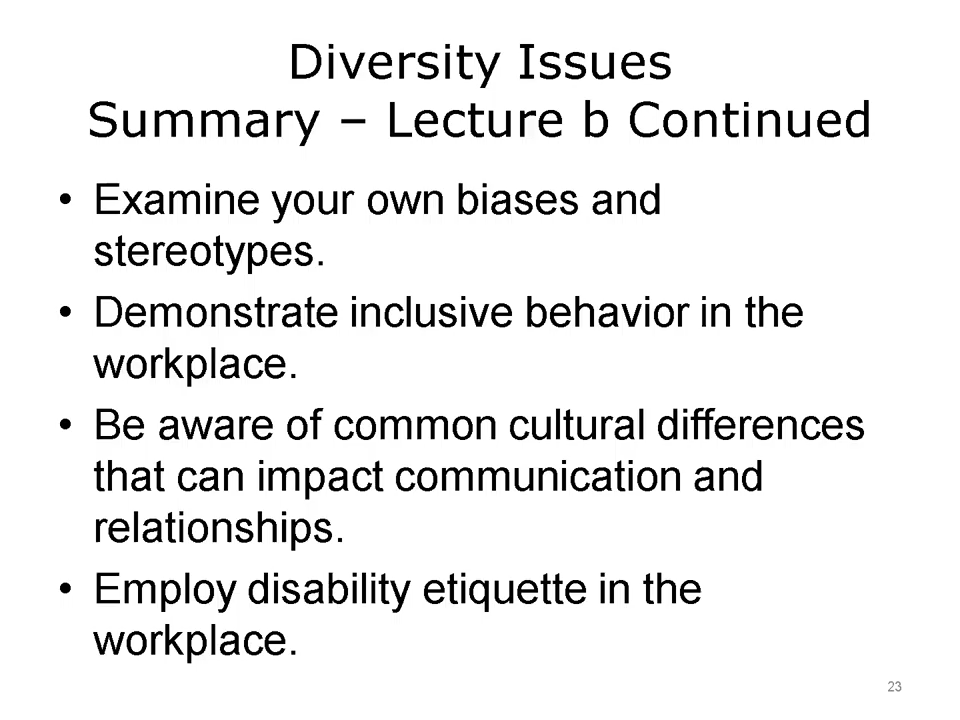 Diversity Issues
Summary – Lecture b Continued
• Examine your own biases and
stereotypes.
• Demonstrate inclusive behavior in the
workplace.
• Be aware of common cultural differences
that can impact communication and
relationships.
• Employ disability etiquette in the
workplace.
23